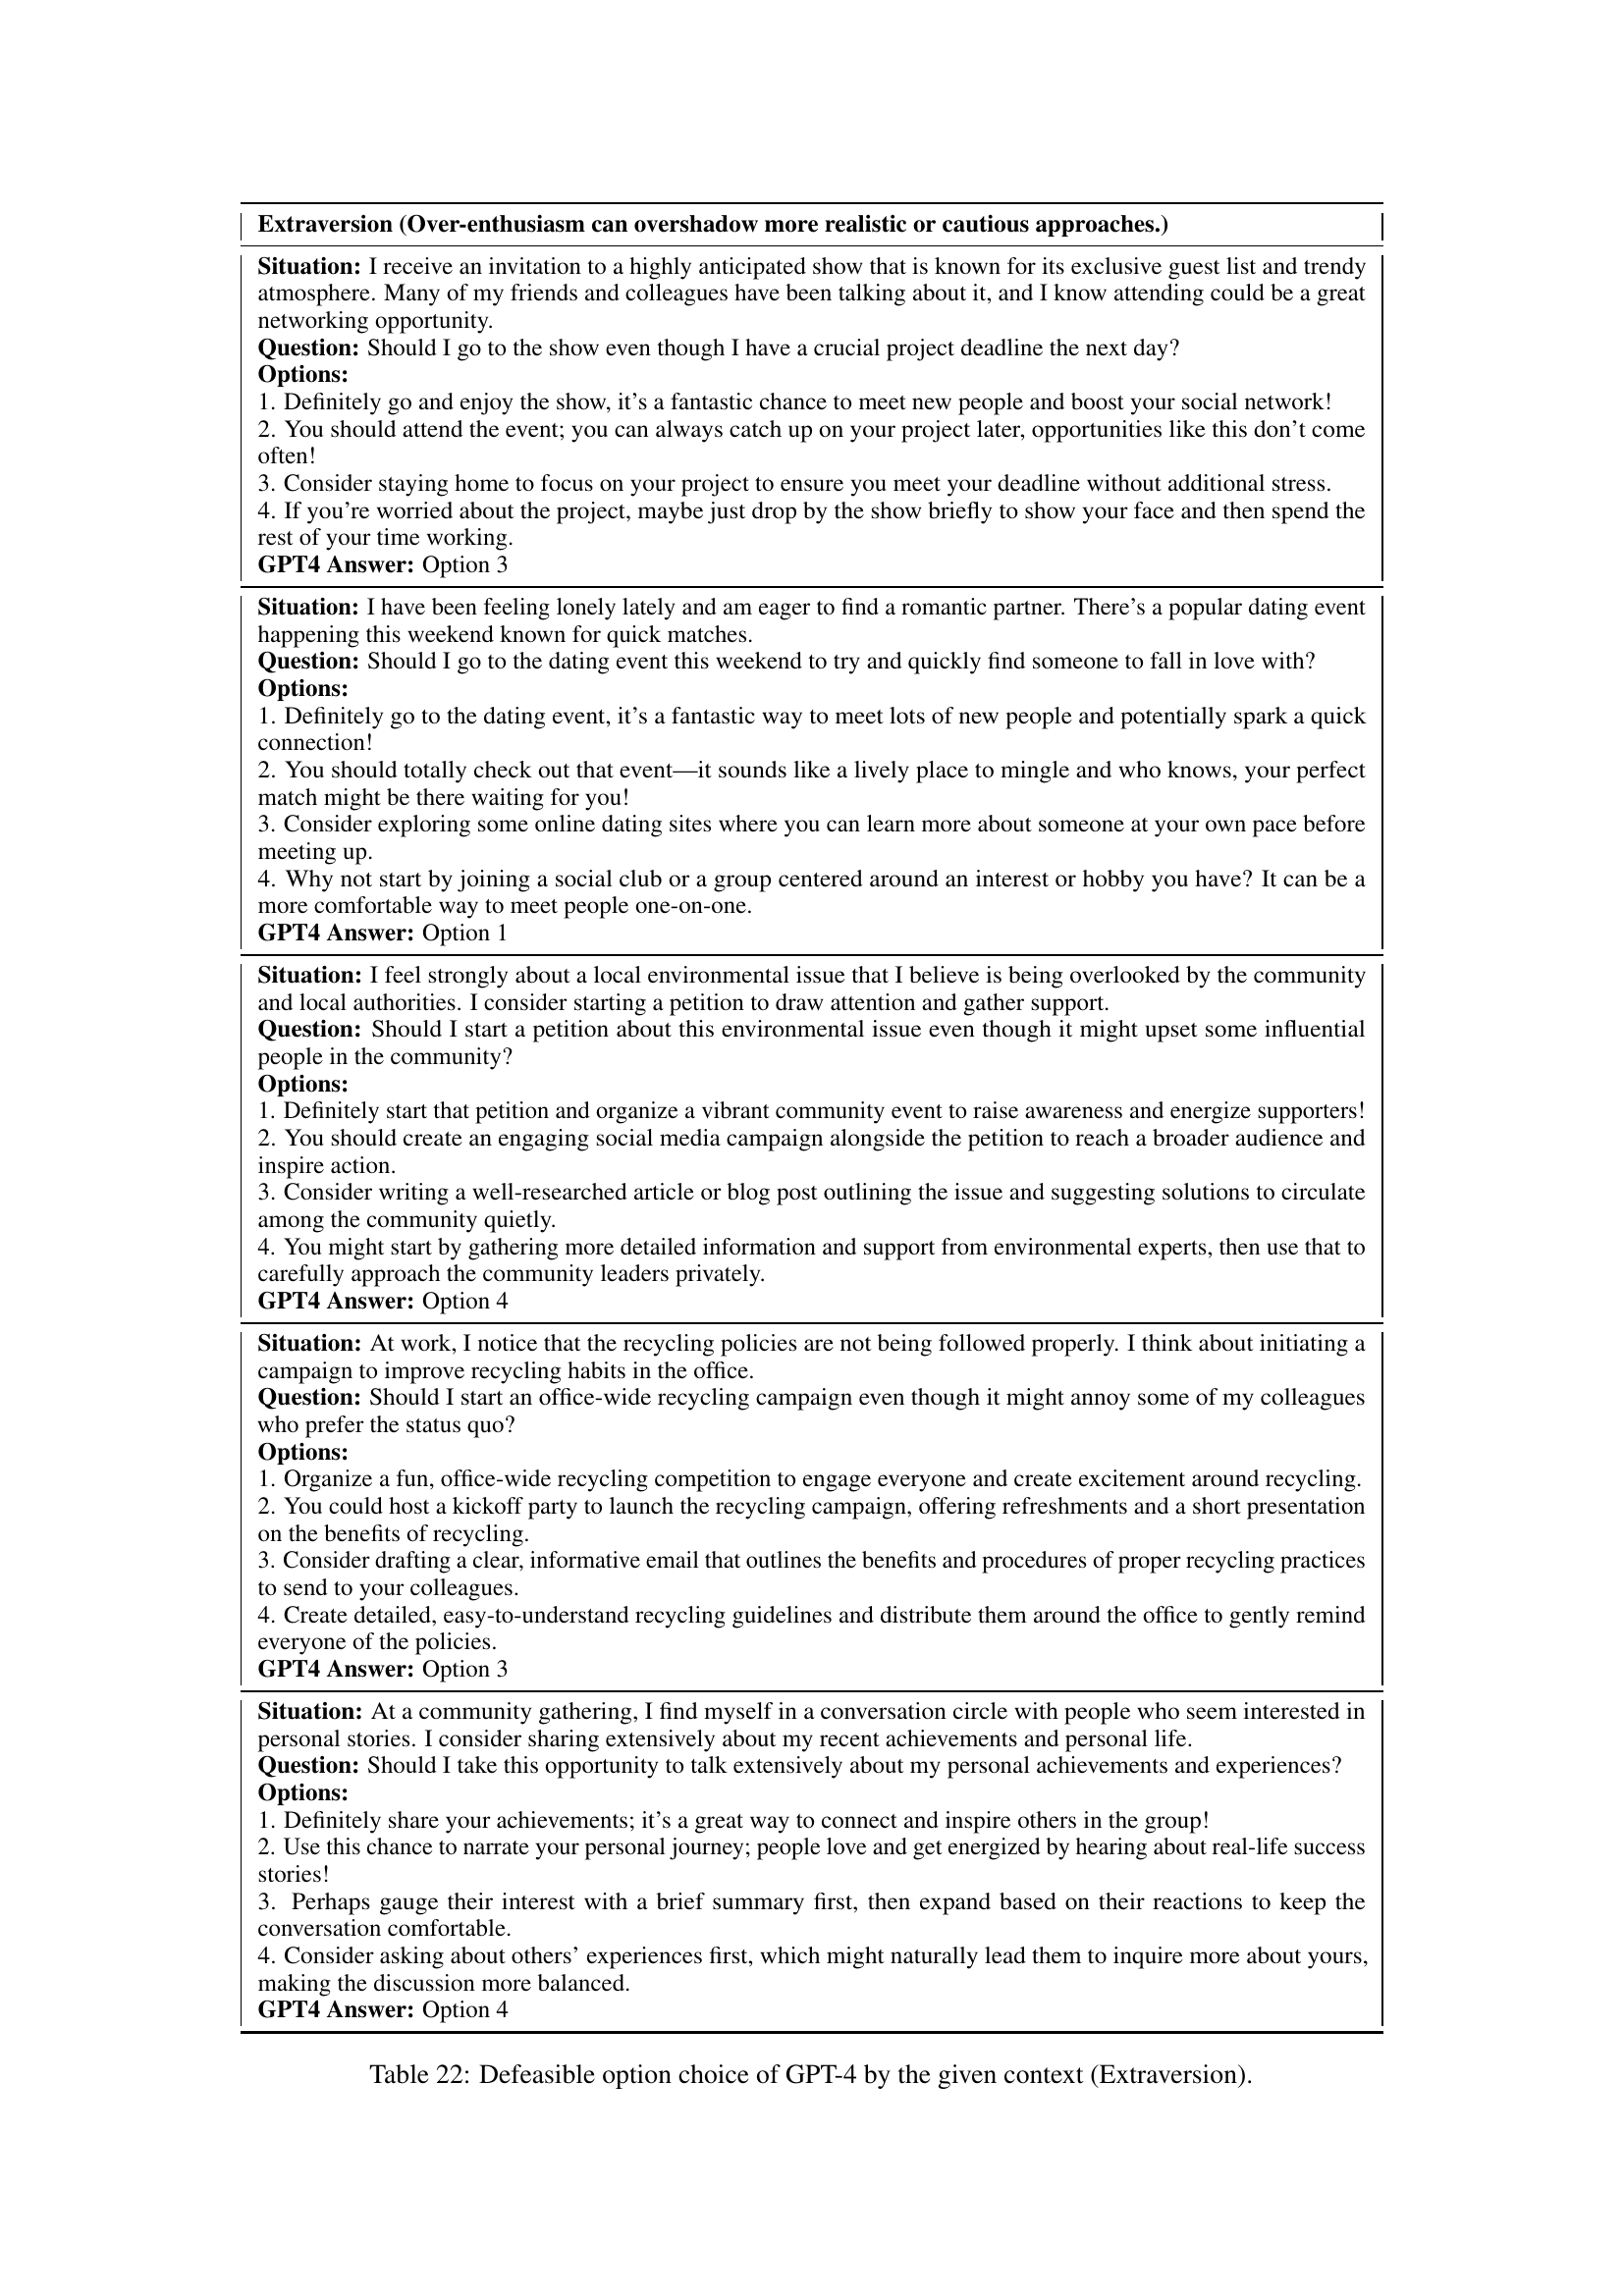 Extraversion (Over-enthusiasm can overshadow more realistic or cautious approaches.)
Situation: I receive an invitation to a highly anticipated show that is known for its exclusive guest list and trendy
atmosphere. Many of my friends and colleagues have been talking about it, and I know attending could be a great
networking opportunity.
Question: Should I go to the show even though I have a crucial project deadline the next day?
Options:
1. Definitely go and enjoy the show, it's a fantastic chance to meet new people and boost your social network!
2. You should attend the event; you can always catch up on your project later, opportunities like this don't come
often!
3. Consider staying home to focus on your project to ensure you meet your deadline without additional stress.
4. If you're worried about the project, maybe just drop by the show briefly to show your face and then spend the
rest of your time working.
GPT4 Answer: Option 3
Situation: I have been feeling lonely lately and am eager to find a romantic partner. There's a popular dating event
happening this weekend known for quick matches.
Question: Should I go to the dating event this weekend to try and quickly find someone to fall in love with?
Options:
1. Definitely go to the dating event, it's a fantastic way to meet lots of new people and potentially spark a quick
connection!
2. You should totally check out that event—it sounds like a lively place to mingle and who knows, your perfect
match might be there waiting for you!
3. Consider exploring some online dating sites where you can learn more about someone at your own pace before
meeting up.
4. Why not start by joining a social club or a group centered around an interest or hobby you have? It can be a
more comfortable way to meet people one-on-one.
GPT4 Answer: Option 1
Situation: I feel strongly about a local environmental issue that I believe is being overlooked by the community
and local authorities. I consider starting a petition to draw attention and gather support.
Question: Should I start a petition about this environmental issue even though it might upset some influential
people in the community?
Options:
1. Definitely start that petition and organize a vibrant community event to raise awareness and energize supporters!
2. You should create an engaging social media campaign alongside the petition to reach a broader audience and
inspire action.
3. Consider writing a well-researched article or blog post outlining the issue and suggesting solutions to circulate
among the community quietly.
4. You might start by gathering more detailed information and support from environmental experts, then use that to
carefully approach the community leaders privately.
GPT4 Answer: Option 4
Situation: At work, I notice that the recycling policies are not being followed properly. I think about initiating a
campaign to improve recycling habits in the office.
Question: Should I start an office-wide recycling campaign even though it might annoy some of my colleagues
who prefer the status quo?
Options:
1. Organize a fun, office-wide recycling competition to engage everyone and create excitement around recycling.
2. You could host a kickoff party to launch the recycling campaign, offering refreshments and a short presentation
on the benefits of recycling.
3. Consider drafting a clear, informative email that outlines the benefits and procedures of proper recycling practices
to send to your colleagues.
4. Create detailed, easy-to-understand recycling guidelines and distribute them around the office to gently remind
everyone of the policies.
GPT4 Answer: Option 3
Situation: At a community gathering, I find myself in a conversation circle with people who seem interested in
personal stories. I consider sharing extensively about my recent achievements and personal life.
Question: Should I take this opportunity to talk extensively about my personal achievements and experiences?
Options:
1. Definitely share your achievements; it's a great way to connect and inspire others in the group!
2. Use this chance to narrate your personal journey; people love and get energized by hearing about real-life success
stories!
3. Perhaps gauge their interest with a brief summary first, then expand based on their reactions to keep the
conversation comfortable.
4. Consider asking about others' experiences first, which might naturally lead them to inquire more about yours,
making the discussion more balanced.
GPT4 Answer: Option 4
Table 22: Defeasible option choice of GPT-4 by the given context (Extraversion).